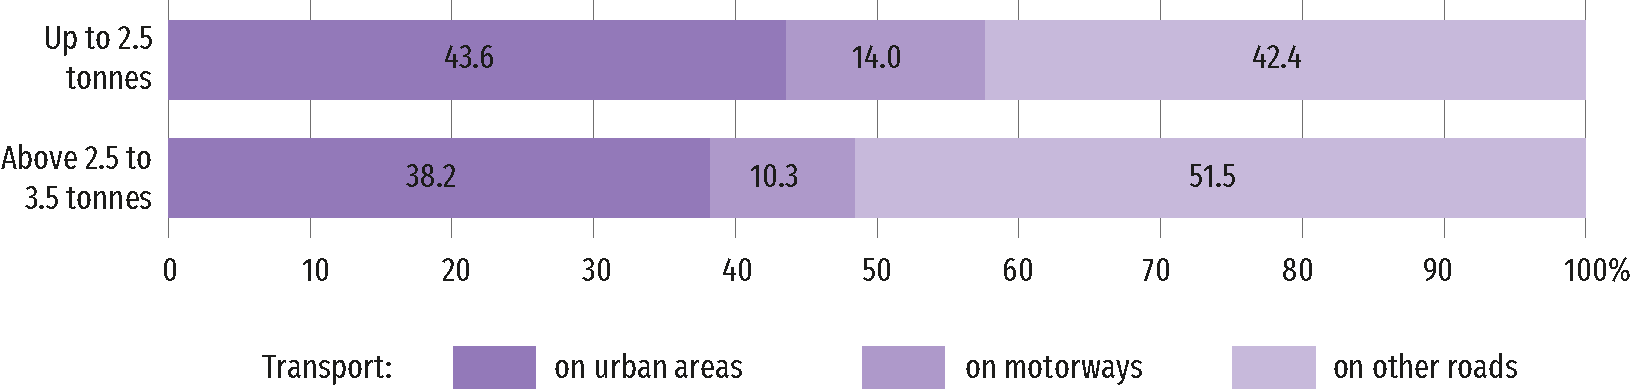 Up to 2.5
tonnes
43.6 14.0 42.4
Above 2.5 to
3.5 tonnes
38.2 10.3 51.5
0 10 20 30 40 50 60 70 80 90 100%
Transport: on urban areas on motorways on other roads